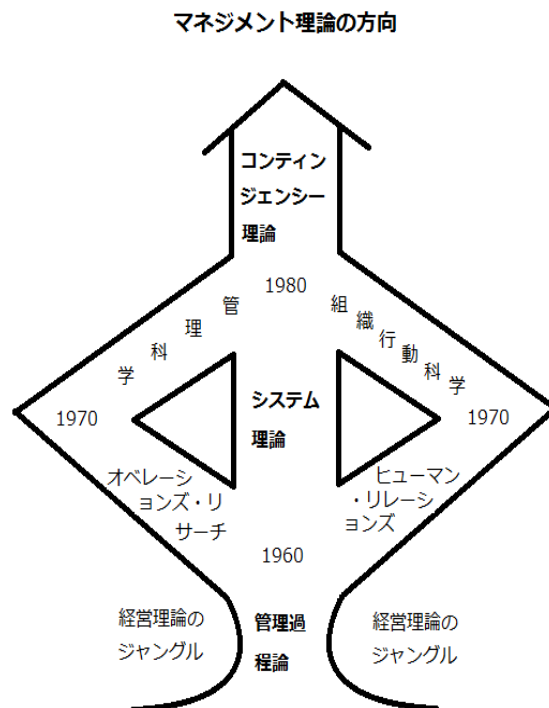 マネジメント理論の方向
コンティン
ジェンシー
理論
1980
管理科学
組織行動科学
1970
システム
理論
1970
オベレーシ
ョンズ・リ
サーチ
ヒューマン
・リレーシ
ョンズ
1960
経営理論の
ジャングル
管理過
程論
経営理論の
ジャングル